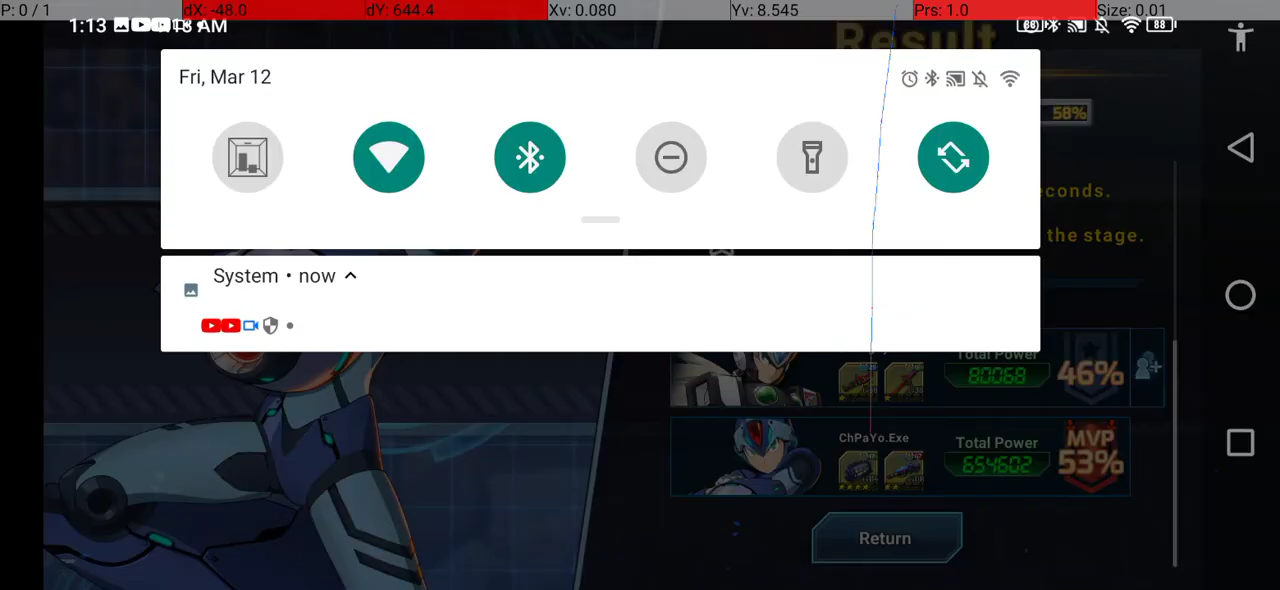 P: 0 / 1 dX: -48.0 dY: 644.4 Xv: 0.080 Yv: 8.545 Prs: 1.0 Size: 0.01
1:13 AM 88
Result
Fri, Mar 12
58%
econds.
the stage.
System • now
Total Power
80068
46%
ChPaYo.Exe
Total Power
654602
MVP
53%
Return